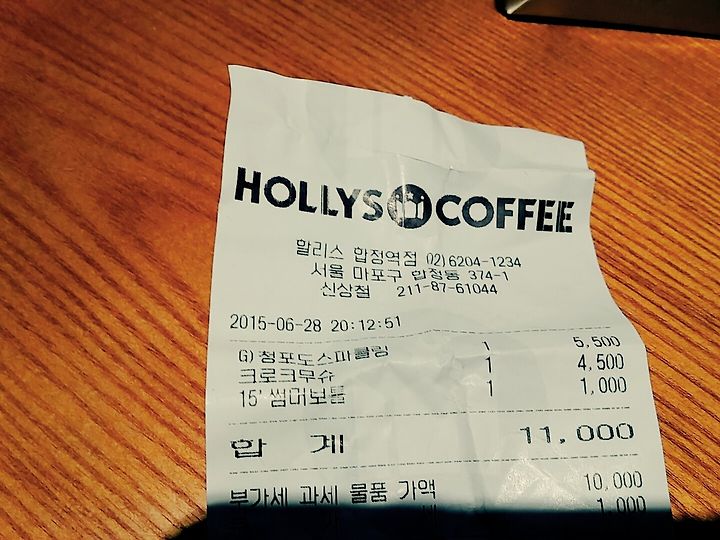 HOLLYS COFFEE
할리스 합정역점 02)6204-1234
서울 마포구 합정동 374-1
신상철 211-87-61044
2015-06-28 20:12:51
G)청포도스파클링 1 5,500
크로크무슈 1 4,500
15' 썸머보틀 1 1,000
합 계 11,000
부가세 과세 물품 가액 10,000
1,000